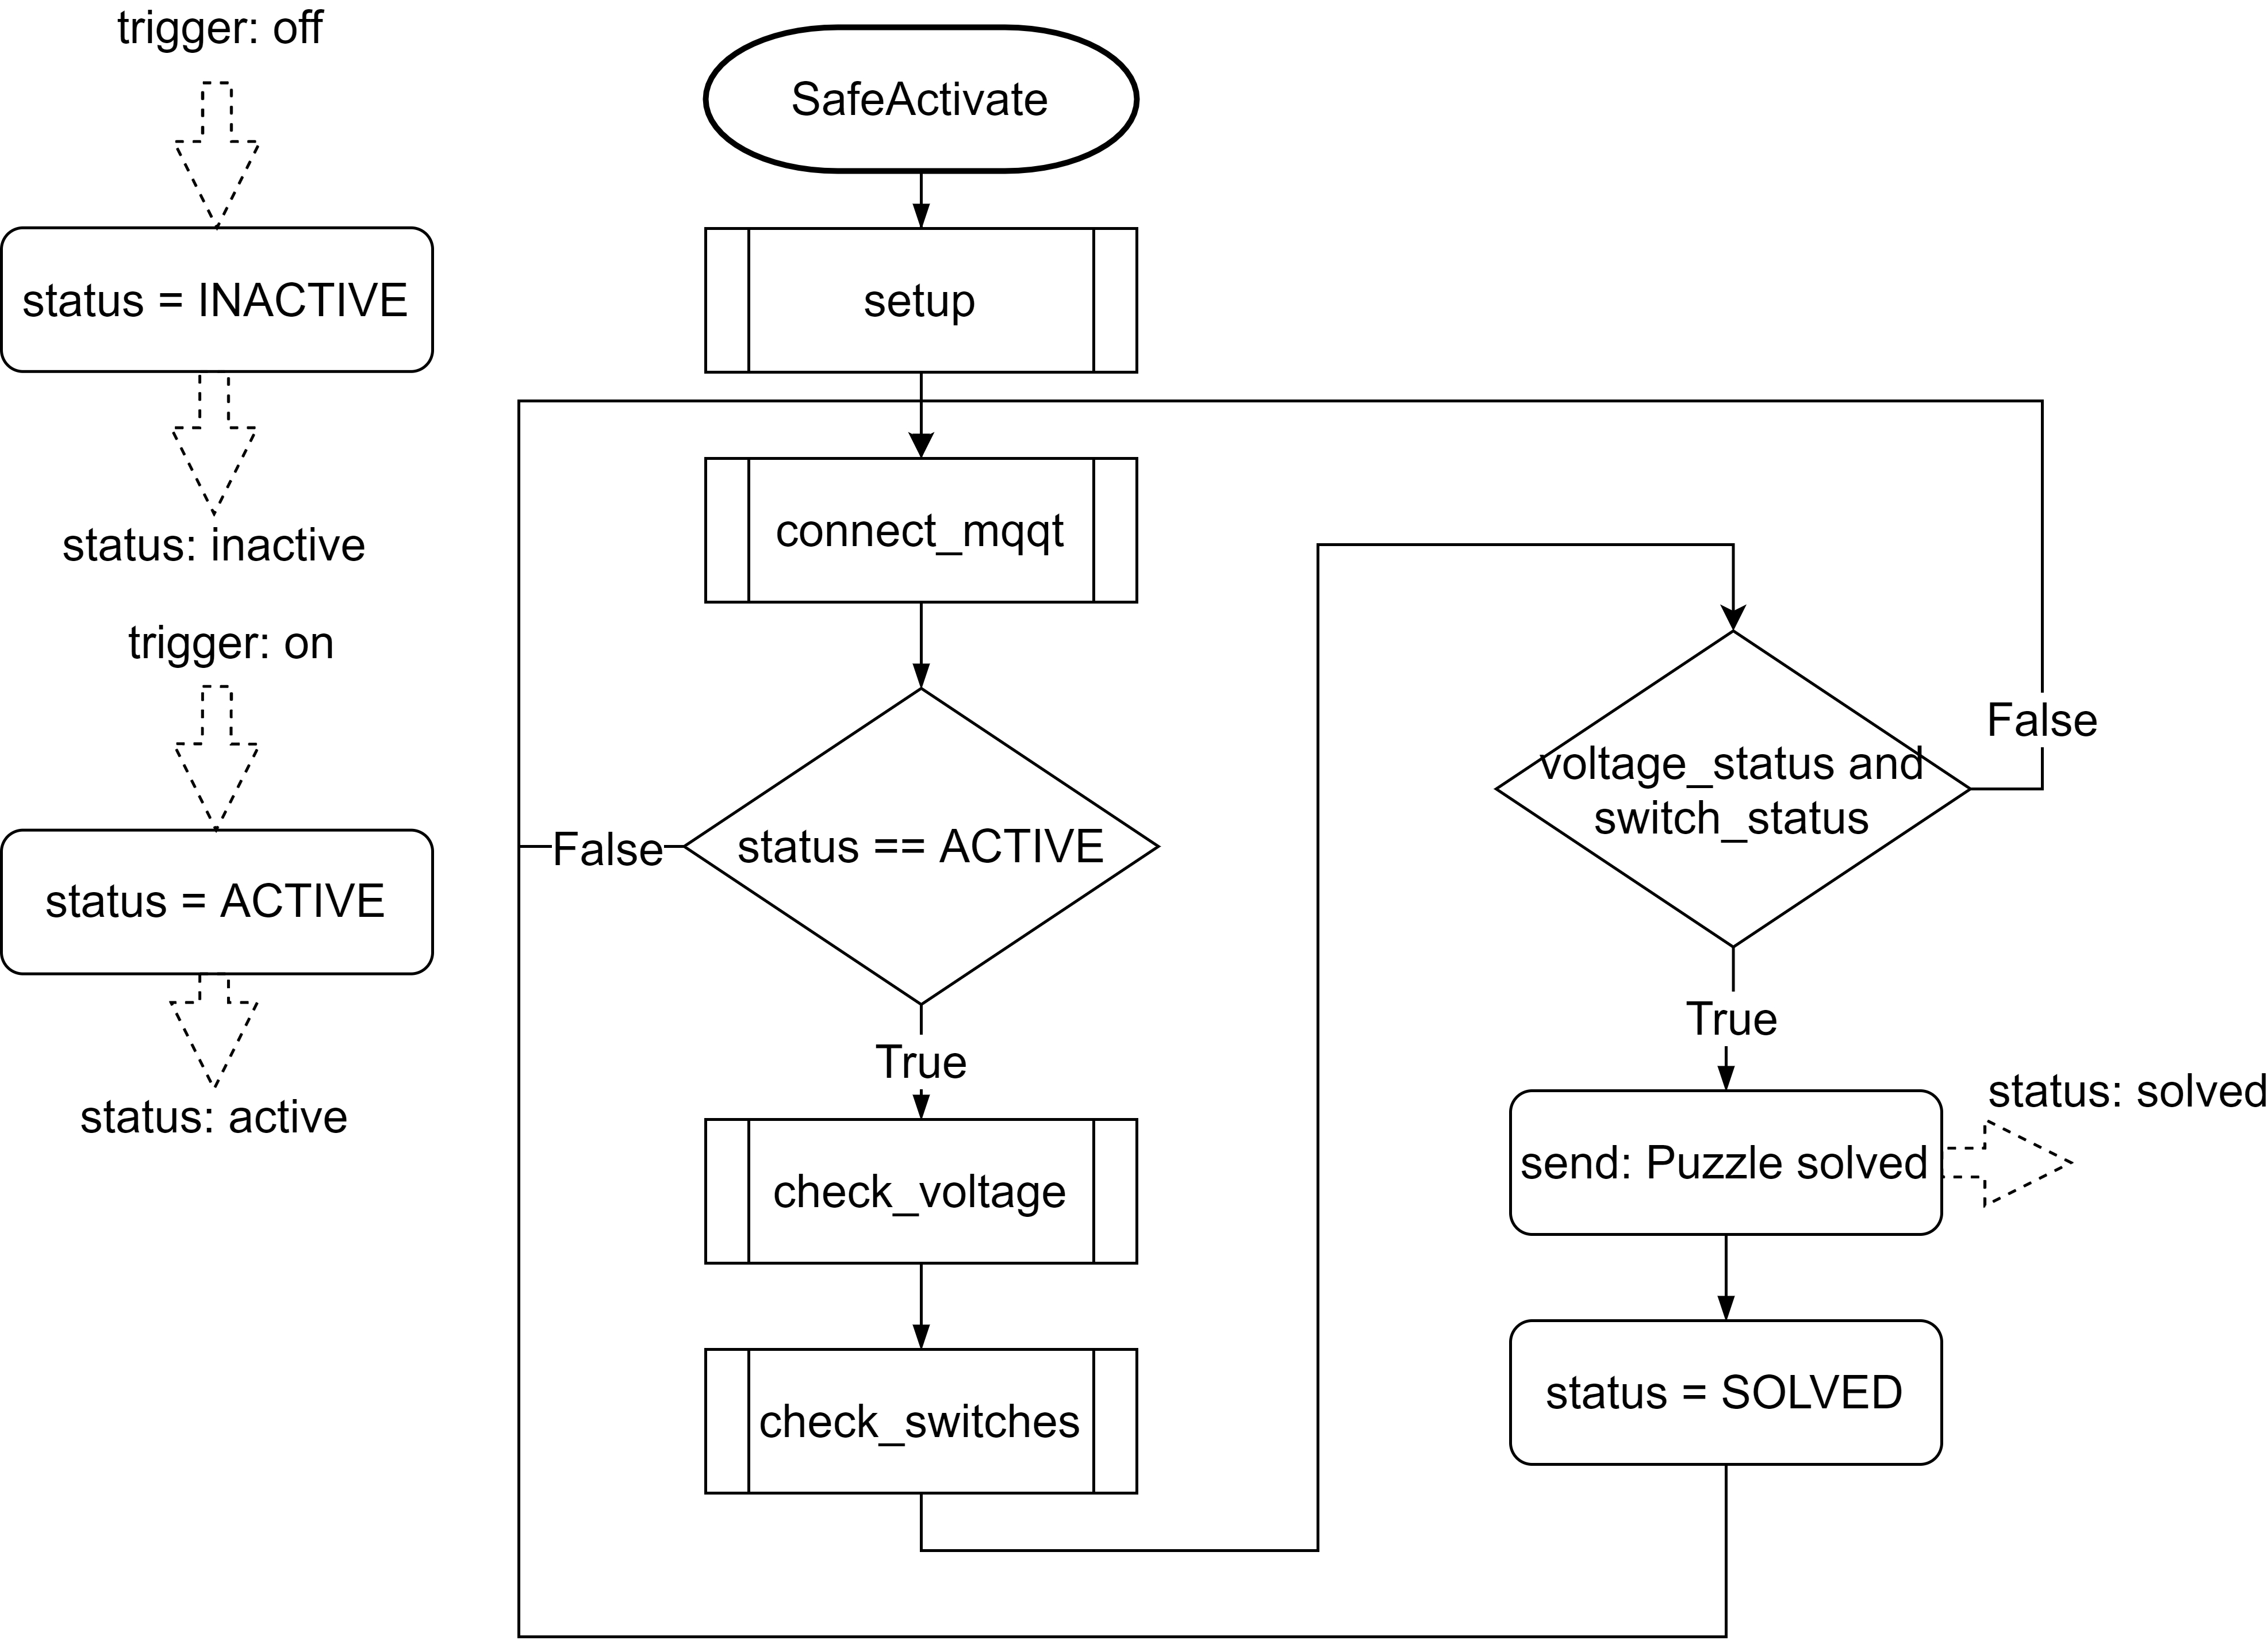 trigger: off
status = INACTIVE
status: inactive
trigger: on
status = ACTIVE
status: active
SafeActivate
setup
connect_mqqt
status == ACTIVE
False
True
check_voltage
check_switches
voltage_status and
switch_status
False
True
send: Puzzle solved
status: solved
status = SOLVED